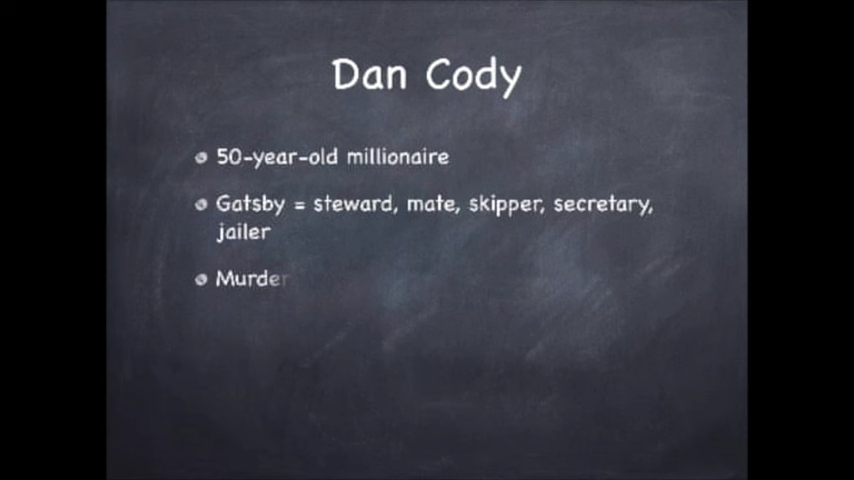 Dan Cody
50-year-old millionaire
Gatsby = steward, mate, skipper, secretary,
jailer
Murder